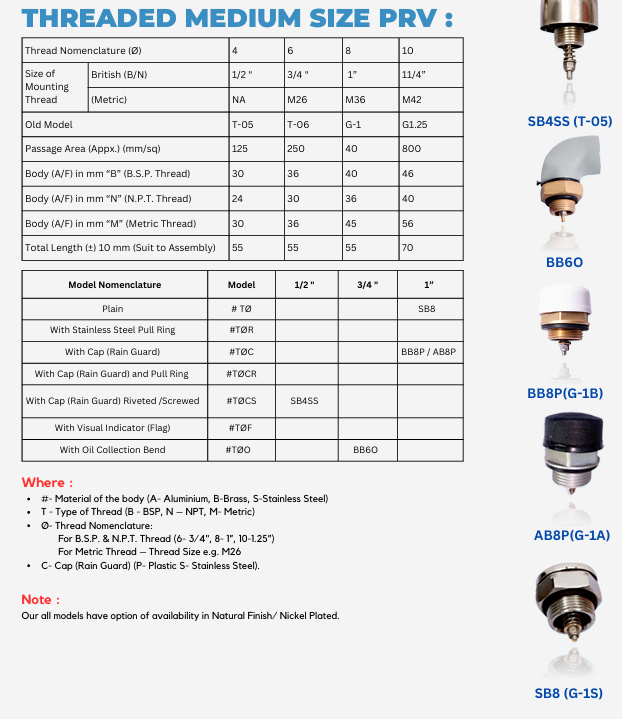 THREADED MEDIUM SIZE PRV :
Thread Nomenclature (Ø) 4 6 8 10
Size of Mounting Thread British (B/N) 1/2 " 3/4 " 1” 11/4”
(Metric) NA M26 M36 M42
Old Model T-05 T-06 G-1 G1.25
Passage Area (Appx.) (mm/sq) 125 250 40 800
Body (A/F) in mm “B” (B.S.P. Thread) 30 36 40 46
Body (A/F) in mm “N” (N.P.T. Thread) 24 30 36 40
Body (A/F) in mm “M” (Metric Thread) 30 36 45 56
Total Length (±) 10 mm (Suit to Assembly) 55 55 55 70
Model Nomenclature Model 1/2 " 3/4 " 1”
Plain # TØ SB8
With Stainless Steel Pull Ring #TØR
With Cap (Rain Guard) #TØC BB8P / AB8P
With Cap (Rain Guard) and Pull Ring #TØCR
With Cap (Rain Guard) Riveted /Screwed #TØCS SB4SS
With Visual Indicator (Flag) #TØF
With Oil Collection Bend #TØO BB6O
Where :
• #- Material of the body (A- Aluminium, B-Brass, S-Stainless Steel)
• T - Type of Thread (B - BSP, N – NPT, M- Metric)
• Ø- Thread Nomenclature:
For B.S.P. & N.P.T. Thread (6- 3/4", 8- 1”, 10-1.25”)
For Metric Thread – Thread Size e.g. M26
• C- Cap (Rain Guard) (P- Plastic S- Stainless Steel).
Note :
Our all models have option of availability in Natural Finish/ Nickel Plated.
SB4SS (T-05)
BB6O
BB8P(G-1B)
AB8P(G-1A)
SB8 (G-1S)